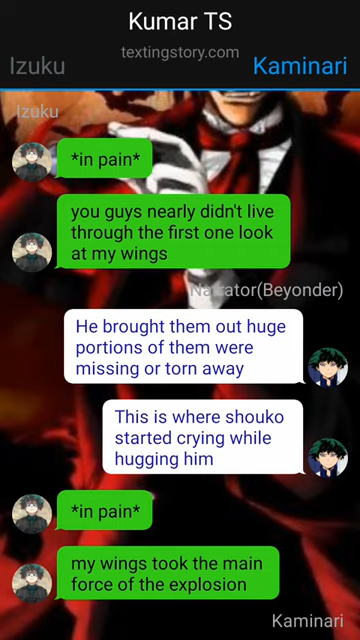 Kumar TS
textingstory.com
Izuku
Kaminari
Izuku
*in pain*
you guys nearly didn't live
through the first one look
at my wings
Narrator(Beyonder)
He brought them out huge
portions of them were
missing or torn away
This is where shouko
started crying while
hugging him
*in pain*
my wings took the main
force of the explosion
Kaminari